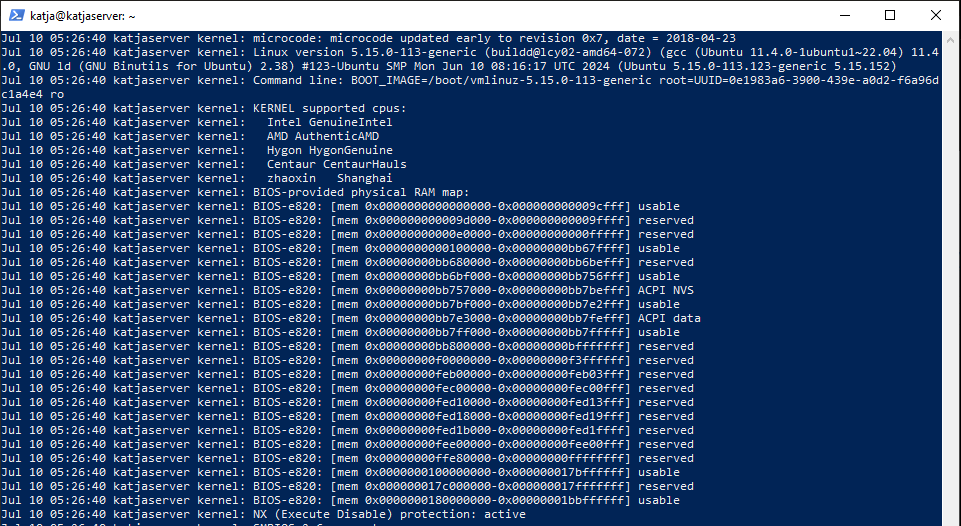 katja@katjaserver: ~
Jul 10 05:26:40 katjaserver kernel: microcode: microcode updated early to revision 0x7, date = 2018-04-23
Jul 10 05:26:40 katjaserver kernel: Linux version 5.15.0-113-generic (buildd@lcy02-amd64-072) (gcc (Ubuntu 11.4.0-1ubuntu1~22.04) 11.4
.0, GNU ld (GNU Binutils for Ubuntu) 2.38) #123-Ubuntu SMP Mon Jun 10 08:16:17 UTC 2024 (Ubuntu 5.15.0-113.123-generic 5.15.152)
Jul 10 05:26:40 katjaserver kernel: Command line: BOOT_IMAGE=/boot/vmlinuz-5.15.0-113-generic root=UUID=0e1983a6-3900-439e-a0d2-f6a96d
c1a4e4 ro
Jul 10 05:26:40 katjaserver kernel: KERNEL supported cpus:
Jul 10 05:26:40 katjaserver kernel:   Intel GenuineIntel
Jul 10 05:26:40 katjaserver kernel:   AMD AuthenticAMD
Jul 10 05:26:40 katjaserver kernel:   Hygon HygonGenuine
Jul 10 05:26:40 katjaserver kernel:   Centaur CentaurHauls
Jul 10 05:26:40 katjaserver kernel:   zhaoxin   Shanghai
Jul 10 05:26:40 katjaserver kernel: BIOS-provided physical RAM map:
Jul 10 05:26:40 katjaserver kernel: BIOS-e820: [mem 0x0000000000000000-0x000000000009cfff] usable
Jul 10 05:26:40 katjaserver kernel: BIOS-e820: [mem 0x000000000009d000-0x000000000009ffff] reserved
Jul 10 05:26:40 katjaserver kernel: BIOS-e820: [mem 0x00000000000e0000-0x00000000000fffff] reserved
Jul 10 05:26:40 katjaserver kernel: BIOS-e820: [mem 0x0000000000100000-0x00000000bb67ffff] usable
Jul 10 05:26:40 katjaserver kernel: BIOS-e820: [mem 0x00000000bb680000-0x00000000bb6befff] reserved
Jul 10 05:26:40 katjaserver kernel: BIOS-e820: [mem 0x00000000bb6bf000-0x00000000bb756fff] usable
Jul 10 05:26:40 katjaserver kernel: BIOS-e820: [mem 0x00000000bb757000-0x00000000bb7befff] ACPI NVS
Jul 10 05:26:40 katjaserver kernel: BIOS-e820: [mem 0x00000000bb7bf000-0x00000000bb7e2fff] usable
Jul 10 05:26:40 katjaserver kernel: BIOS-e820: [mem 0x00000000bb7e3000-0x00000000bb7fefff] ACPI data
Jul 10 05:26:40 katjaserver kernel: BIOS-e820: [mem 0x00000000bb7ff000-0x00000000bb7fffff] usable
Jul 10 05:26:40 katjaserver kernel: BIOS-e820: [mem 0x00000000bb800000-0x00000000bfffffff] reserved
Jul 10 05:26:40 katjaserver kernel: BIOS-e820: [mem 0x00000000f0000000-0x00000000f3ffffff] reserved
Jul 10 05:26:40 katjaserver kernel: BIOS-e820: [mem 0x00000000feb00000-0x00000000feb03fff] reserved
Jul 10 05:26:40 katjaserver kernel: BIOS-e820: [mem 0x00000000fec00000-0x00000000fec00fff] reserved
Jul 10 05:26:40 katjaserver kernel: BIOS-e820: [mem 0x00000000fed10000-0x00000000fed13fff] reserved
Jul 10 05:26:40 katjaserver kernel: BIOS-e820: [mem 0x00000000fed18000-0x00000000fed19fff] reserved
Jul 10 05:26:40 katjaserver kernel: BIOS-e820: [mem 0x00000000fed1b000-0x00000000fed1ffff] reserved
Jul 10 05:26:40 katjaserver kernel: BIOS-e820: [mem 0x00000000fee00000-0x00000000fee00fff] reserved
Jul 10 05:26:40 katjaserver kernel: BIOS-e820: [mem 0x00000000ffe80000-0x00000000ffffffff] reserved
Jul 10 05:26:40 katjaserver kernel: BIOS-e820: [mem 0x0000000100000000-0x000000017bffffff] usable
Jul 10 05:26:40 katjaserver kernel: BIOS-e820: [mem 0x000000017c000000-0x000000017fffffff] reserved
Jul 10 05:26:40 katjaserver kernel: BIOS-e820: [mem 0x0000000180000000-0x00000001bbffffff] usable
Jul 10 05:26:40 katjaserver kernel: NX (Execute Disable) protection: active